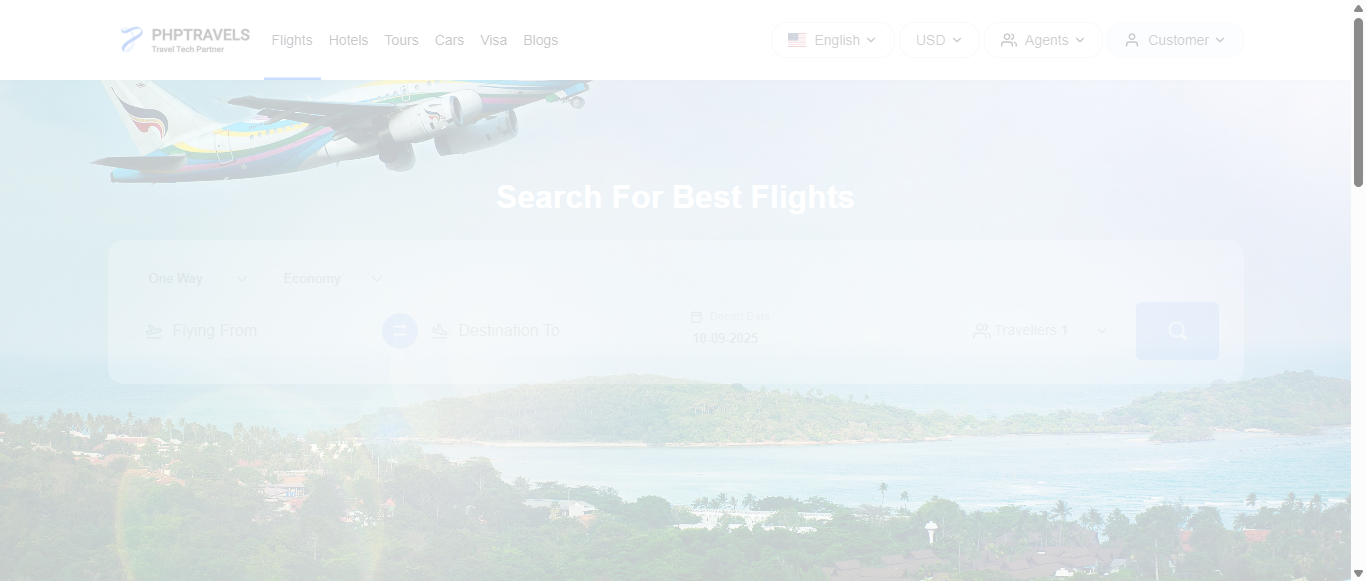 PHPTRAVELS
Travel Tech Partner
Flights
Hotels
Tours
Cars
Visa
Blogs
English
USD
Agents
Customer
Search For Best Flights
One Way
Economy
Flying From
Destination To
Depart Date
10-09-2025
Travellers 1